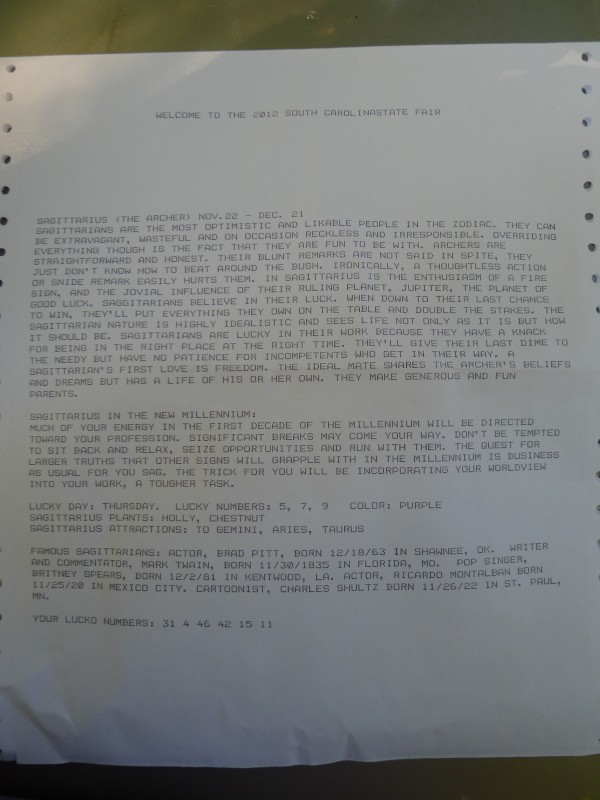 WELCOME TO THE 2012 SOUTH CAROLINASTATE FAIR
SAGITTARIUS (THE ARCHER) NOV.22 - DEC. 21
SAGITTARIANS ARE THE MOST OPTIMISTIC AND LIKABLE PEOPLE IN THE ZODIAC. THEY CAN
BE EXTRAVAGANT, WASTEFUL AND ON OCCASION RECKLESS AND IRRESPONSIBLE. OVERRIDING
EVERYTHING THOUGH IS THE FACT THAT THEY ARE FUN TO BE WITH. ARCHERS ARE
STRAIGHTFORWARD AND HONEST. THEIR BLUNT REMARKS ARE NOT SAID IN SPITE, THEY
JUST DON'T KNOW HOW TO BEAT AROUND THE BUSH. IRONICALLY, A THOUGHTLESS ACTION
OR SNIDE REMARK EASILY HURTS THEM. IN SAGITTARIUS IS THE ENTHUSIASM OF A FIRE
SIGN, AND THE JOVIAL INFLUENCE OF THEIR RULING PLANET, JUPITER, THE PLANET OF
GOOD LUCK. SAGGITARIANS BELIEVE IN THEIR LUCK. WHEN DOWN TO THEIR LAST CHANCE
TO WIN, THEY'LL PUT EVERYTHING THEY OWN ON THE TABLE AND DOUBLE THE STAKES. THE
SAGITTARIAN NATURE IS HIGHLY IDEALISTIC AND SEES LIFE NOT ONLY AS IT IS BUT HOW
IT SHOULD BE. SAGITTARIANS ARE LUCKY IN THEIR WORK BECAUSE THEY HAVE A KNACK
FOR BEING IN THE RIGHT PLACE AT THE RIGHT TIME. THEY'LL GIVE THEIR LAST DIME TO
THE NEEDY BUT HAVE NO PATIENCE FOR INCOMPETENTS WHO GET IN THEIR WAY. A
SAGITTARIAN'S FIRST LOVE IS FREEDOM. THE IDEAL MATE SHARES THE ARCHER'S BELIEFS
AND DREAMS BUT HAS A LIFE OF HIS OR HER OWN. THEY MAKE GENEROUS AND FUN
PARENTS.
SAGITTARIUS IN THE NEW MILLENNIUM:
MUCH OF YOUR ENERGY IN THE FIRST DECADE OF THE MILLENNIUM WILL BE DIRECTED
TOWARD YOUR PROFESSION. SIGNIFICANT BREAKS MAY COME YOUR WAY. DON'T BE TEMPTED
TO SIT BACK AND RELAX, SEIZE OPPORTUNITIES AND RUN WITH THEM. THE QUEST FOR
LARGER TRUTHS THAT OTHER SIGNS WILL GRAPPLE WITH IN THE MILLENNIUM IS BUSINESS
AS USUAL FOR YOU SAG. THE TRICK FOR YOU WILL BE INCORPORATING YOUR WORLDVIEW
INTO YOUR WORK, A TOUGHER TASK.
LUCKY DAY: THURSDAY. LUCKY NUMBERS: 5, 7, 9 COLOR: PURPLE
SAGITTARIUS PLANTS: HOLLY, CHESTNUT
SAGITTARIUS ATTRACTIONS: TO GEMINI, ARIES, TAURUS
FAMOUS SAGITTARIANS: ACTOR, BRAD PITT, BORN 12/18/63 IN SHAWNEE, OK. WRITER
AND COMMENTATOR, MARK TWAIN, BORN 11/30/1835 IN FLORIDA, MO. POP SINGER,
BRITNEY SPEARS, BORN 12/2/81 IN KENTWOOD, LA. ACTOR, RICARDO MONTALBAN BORN
11/25/20 IN MEXICO CITY. CARTOONIST, CHARLES SHULTZ BORN 11/26/22 IN ST. PAUL,
MN.
YOUR LUCKO NUMBERS: 31 4 46 42 15 11